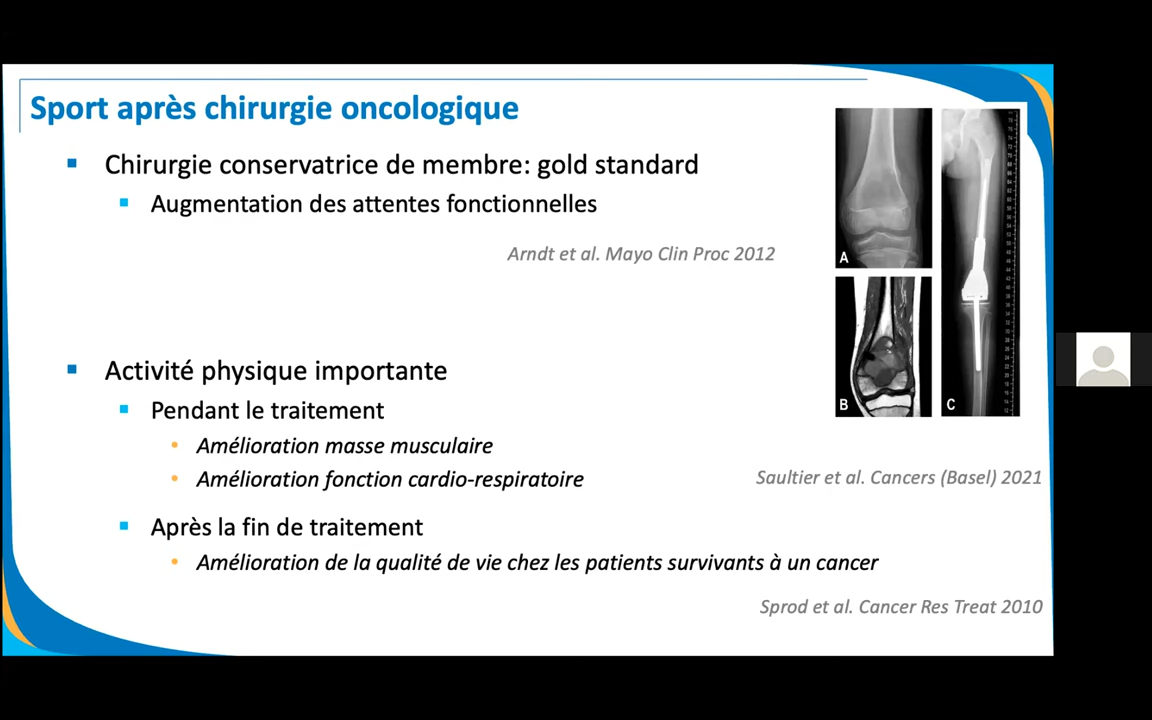 Sport après chirurgie oncologique
Chirurgie conservatrice de membre: gold standard
Augmentation des attentes fonctionnelles
Arndt et al. Mayo Clin Proc 2012
A
B
C
Activité physique importante
Pendant le traitement
Amélioration masse musculaire
Amélioration fonction cardio-respiratoire
Saultier et al. Cancers (Basel) 2021
Après la fin de traitement
Amélioration de la qualité de vie chez les patients survivants à un cancer
Sprod et al. Cancer Res Treat 2010